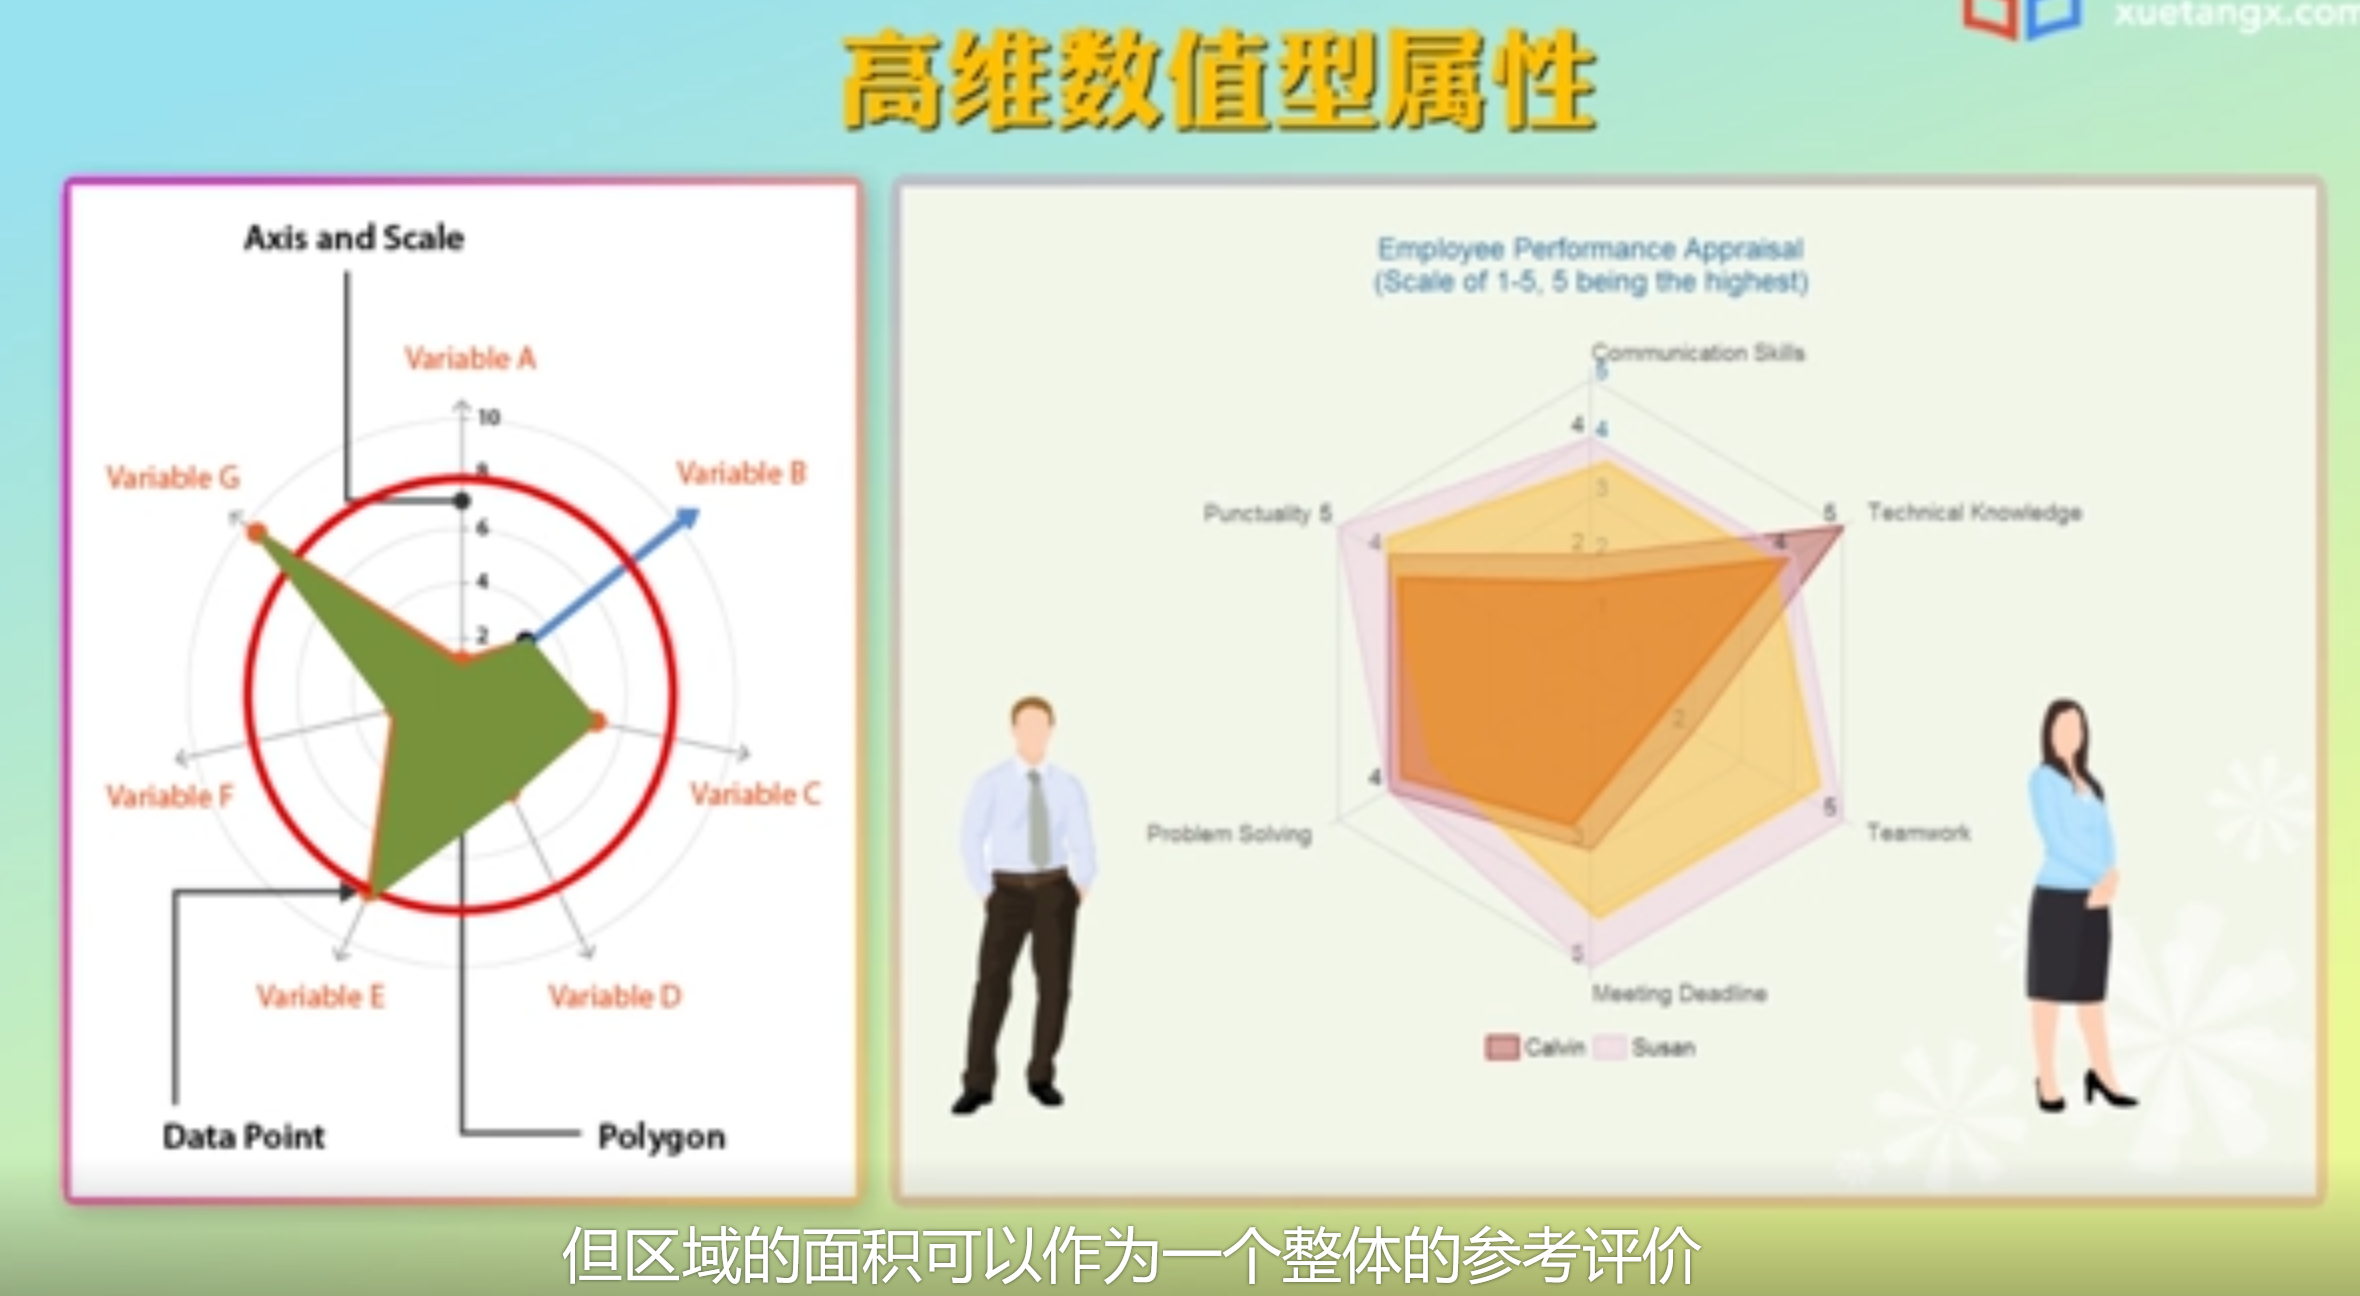 xuetangx.com
高维数值型属性
Axis and Scale
Variable A
10
8
6
4
2
Variable G
Variable B
Variable F
Variable C
Variable E
Variable D
Data Point
Polygon
Employee Performance Appraisal
(Scale of 1-5, 5 being the highest)
Communication Skills
5
4 4
3
2 2
1
Punctuality 5
4
5 Technical Knowledge
4
2
4
Problem Solving
5
Teamwork
1
5
Meeting Deadline
Calvin Susan
但区域的面积可以作为一个整体的参考评价